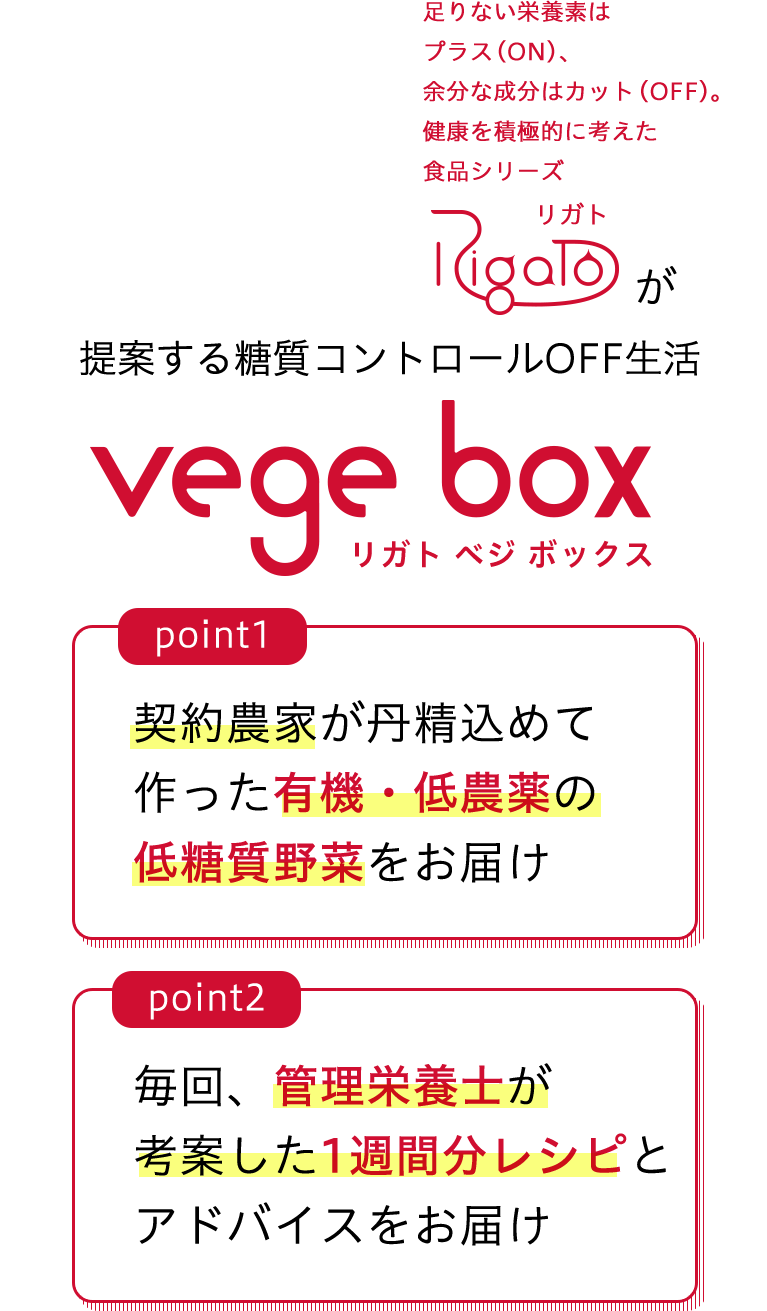 足りない栄養素は
プラス（ON）、
余分な成分はカット（OFF）。
健康を積極的に考えた
食品シリーズ
リガト
Rigato が
提案する糖質コントロールOFF生活
vege box
リガト ベジ ボックス
point1
契約農家が丹精込めて
作った有機・低農薬の
低糖質野菜をお届け
point2
毎回、管理栄養士が
考案した1週間分レシピと
アドバイスをお届け